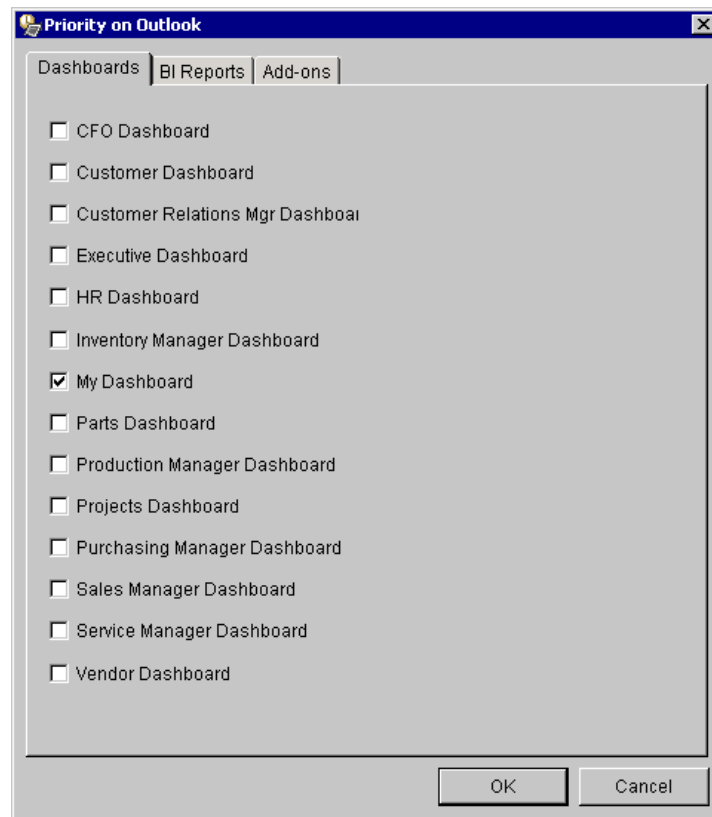 Priority on Outlook
Dashboards BI Reports Add-ons
CFO Dashboard
Customer Dashboard
Customer Relations Mgr Dashboar
Executive Dashboard
HR Dashboard
Inventory Manager Dashboard
My Dashboard
Parts Dashboard
Production Manager Dashboard
Projects Dashboard
Purchasing Manager Dashboard
Sales Manager Dashboard
Service Manager Dashboard
Vendor Dashboard
OK Cancel